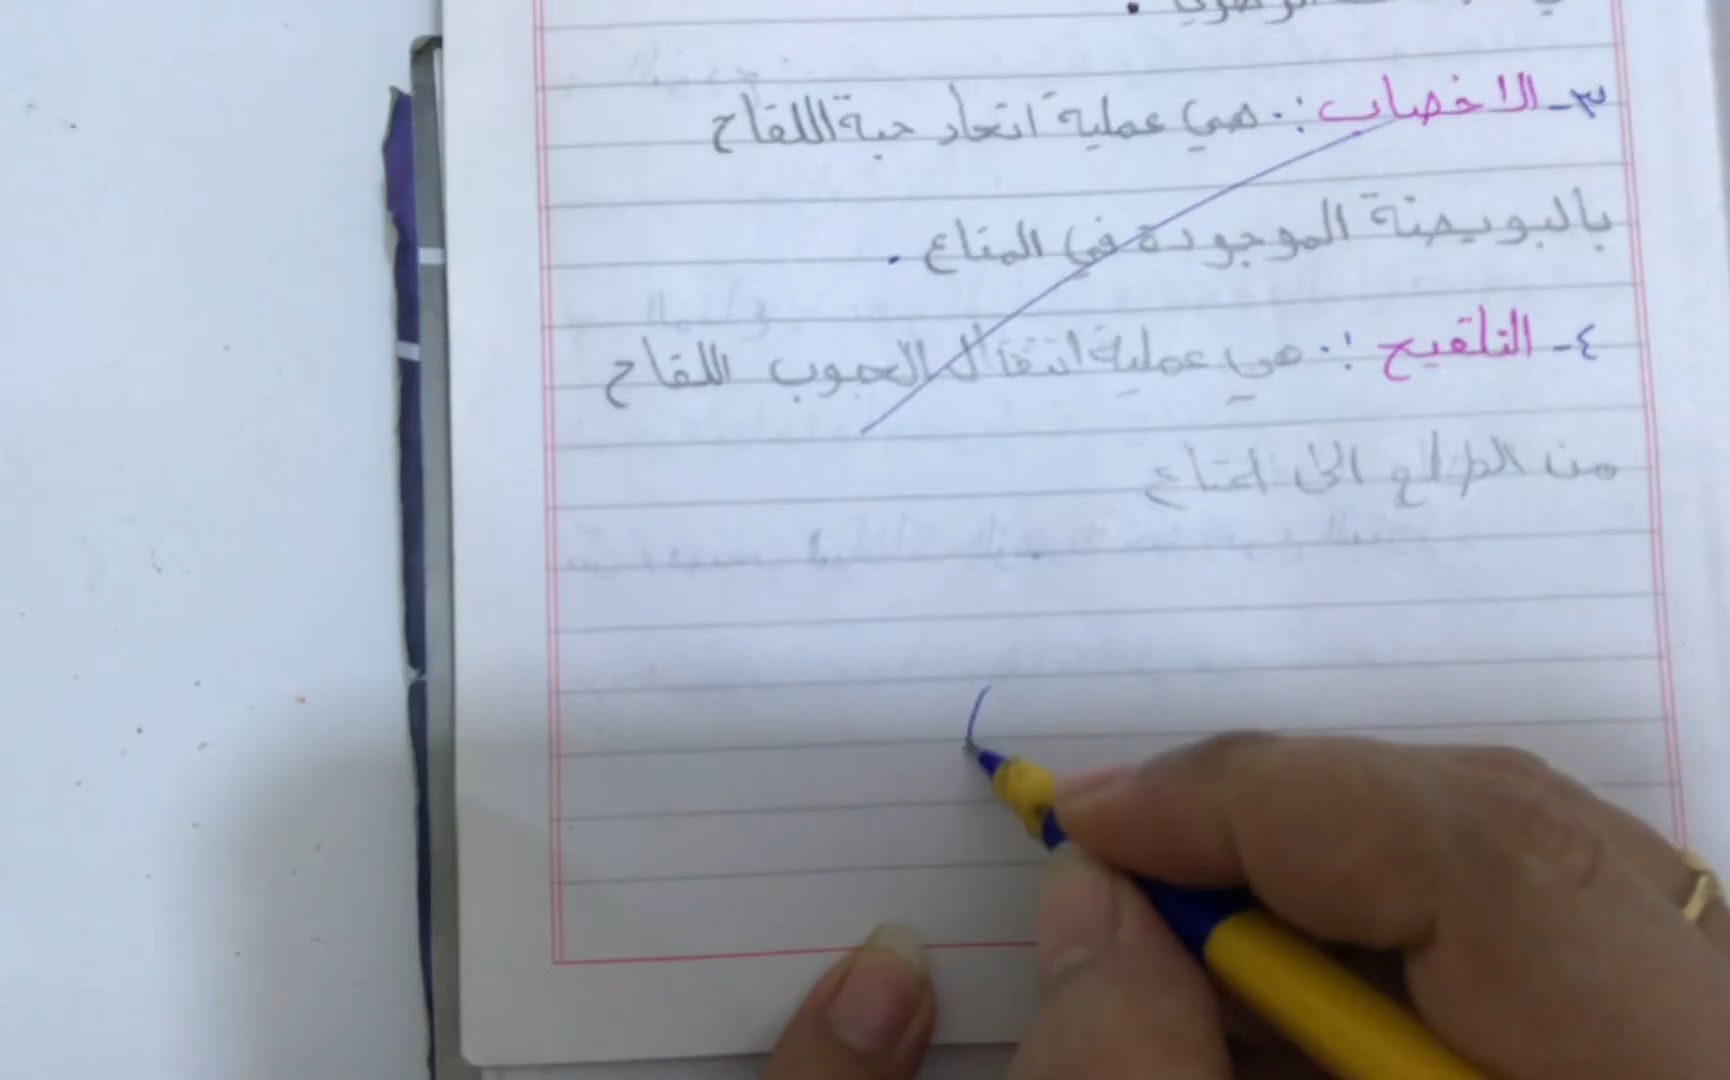 ٣- الاخصاب :. هي عملية اتحاد حبة اللقاح
بالبويضة الموجودة في المتاع .
٤- التلقيح :. هي عملية انتقال الحبوب اللقاح
من الطلع الى المتاع